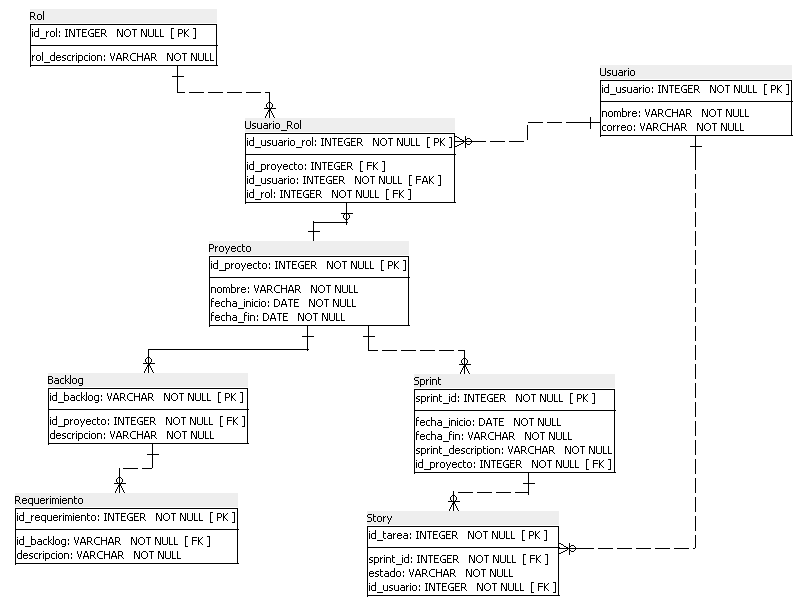 Rol
id_rol: INTEGER NOT NULL [ PK ]
rol_descripcion: VARCHAR NOT NULL
Usuario
id_usuario: INTEGER NOT NULL [ PK ]
nombre: VARCHAR NOT NULL
correo: VARCHAR NOT NULL
Usuario_Rol
id_usuario_rol: INTEGER NOT NULL [ PK ]
id_proyecto: INTEGER [ FK ]
id_usuario: INTEGER NOT NULL [ FAK ]
id_rol: INTEGER NOT NULL [ FK ]
Proyecto
id_proyecto: INTEGER NOT NULL [ PK ]
nombre: VARCHAR NOT NULL
fecha_inicio: DATE NOT NULL
fecha_fin: DATE NOT NULL
Backlog
id_backlog: VARCHAR NOT NULL [ PK ]
id_proyecto: INTEGER NOT NULL [ FK ]
descripcion: VARCHAR NOT NULL
Sprint
sprint_id: INTEGER NOT NULL [ PK ]
fecha_inicio: DATE NOT NULL
fecha_fin: VARCHAR NOT NULL
sprint_description: VARCHAR NOT NULL
id_proyecto: INTEGER NOT NULL [ FK ]
Requerimiento
id_requerimiento: INTEGER NOT NULL [ PK ]
id_backlog: VARCHAR NOT NULL [ FK ]
descripcion: VARCHAR NOT NULL
Story
id_tarea: INTEGER NOT NULL [ PK ]
sprint_id: INTEGER NOT NULL [ FK ]
estado: VARCHAR NOT NULL
id_usuario: INTEGER NOT NULL [ FK ]